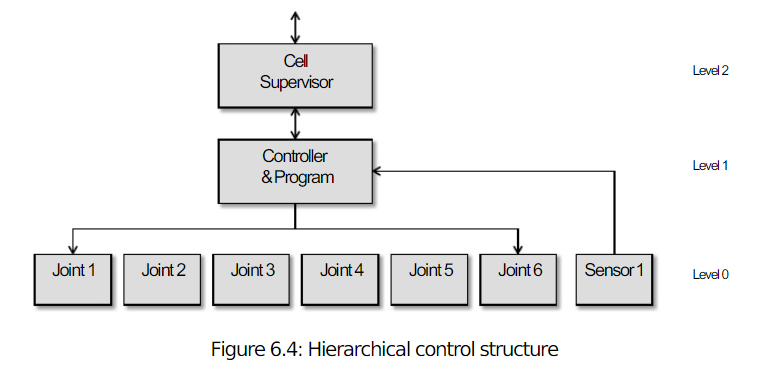 Cell
Supervisor
Level 2
Controller
& Program
Level 1
Joint 1
Joint 2
Joint 3
Joint 4
Joint 5
Joint 6
Sensor 1
Level 0
Figure 6.4: Hierarchical control structure